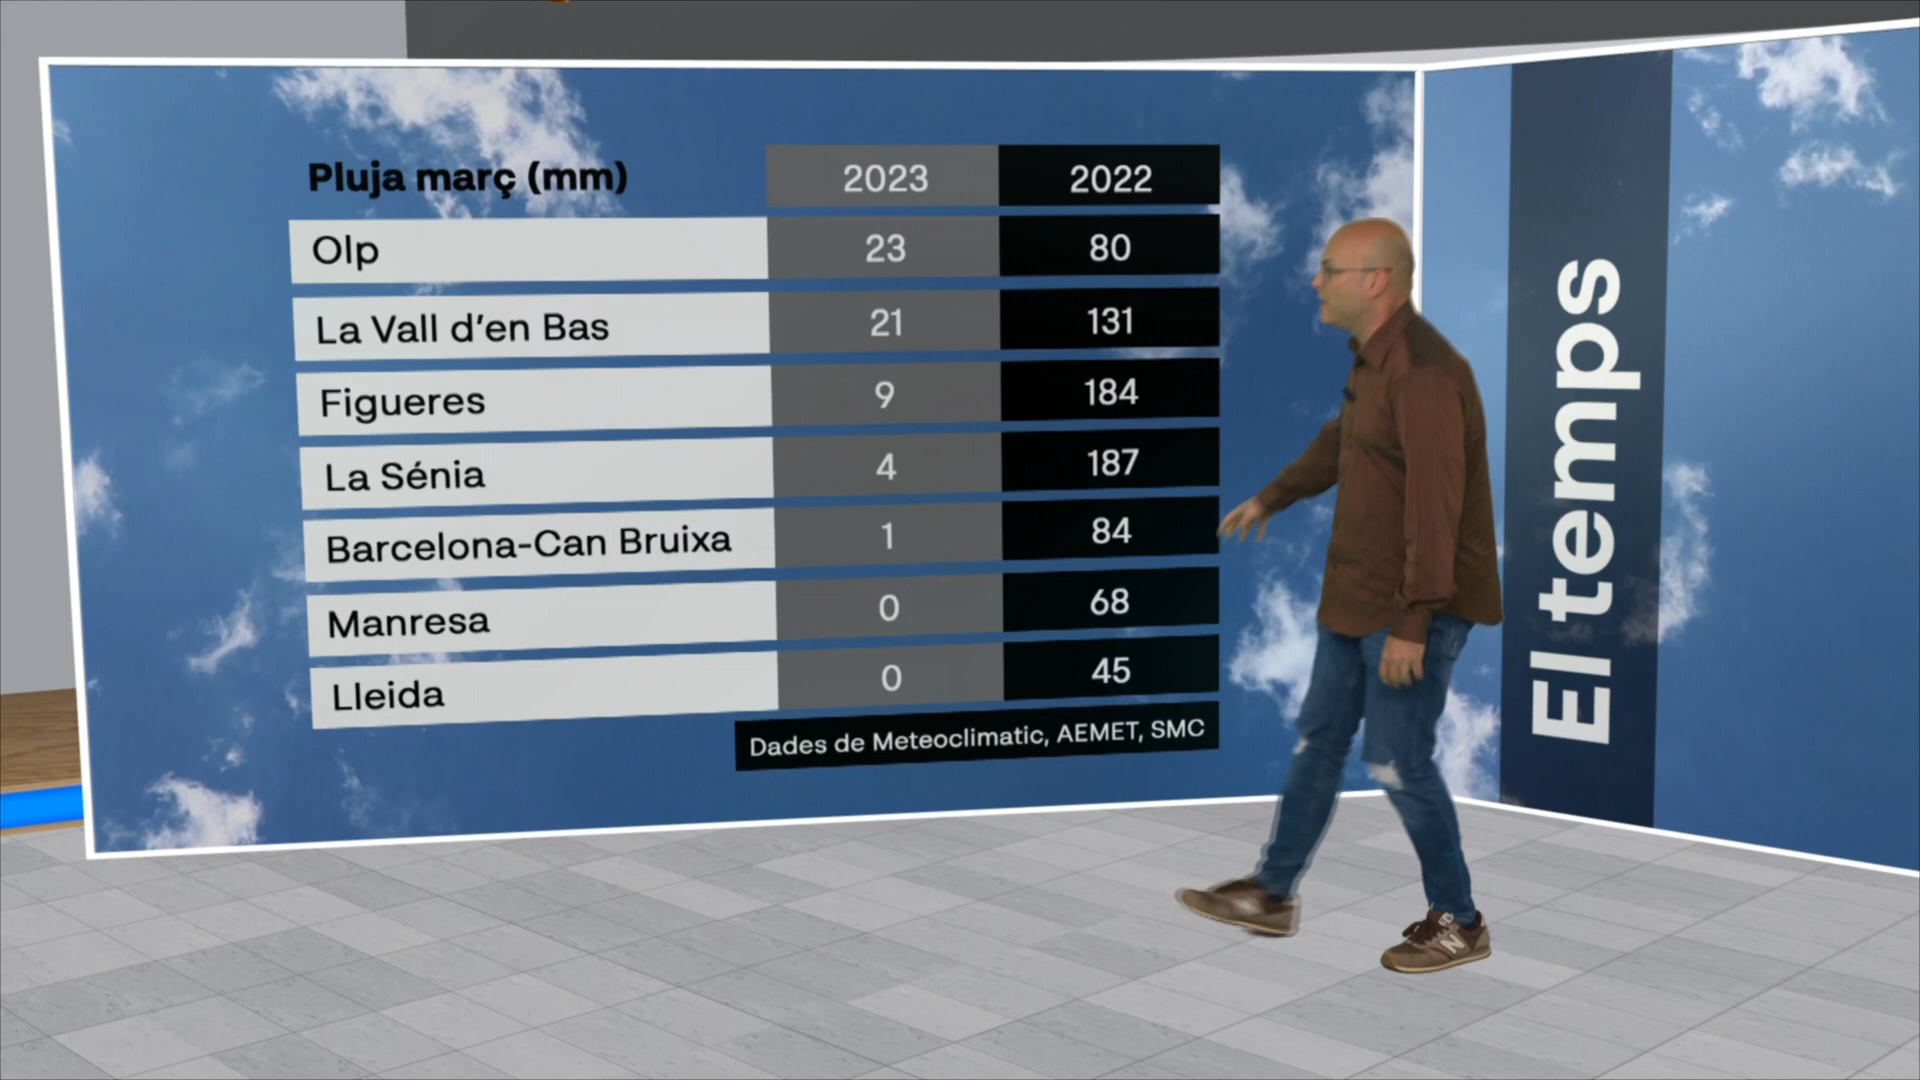 Pluja març (mm) 2023 2022
Olp 23 80
La Vall d'en Bas 21 131
Figueres 9 184
La Sénia 4 187
Barcelona-Can Bruixa 1 84
Manresa 0 68
Lleida 0 45
Dades de Meteoclimatic, AEMET, SMC
El temps
N